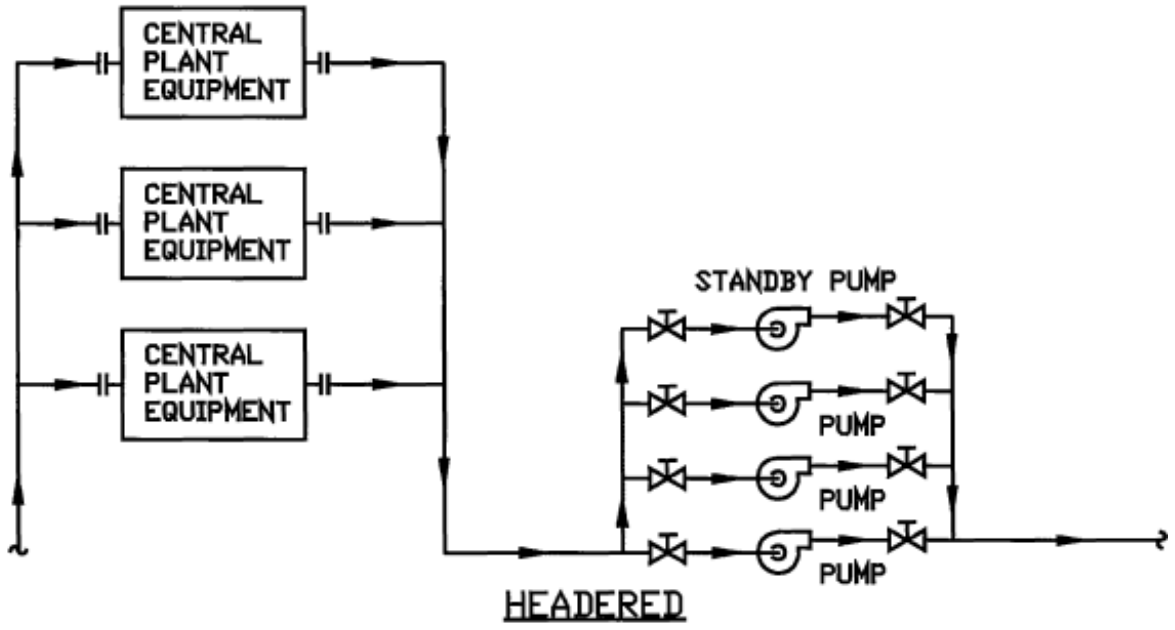 CENTRAL
PLANT
EQUIPMENT
CENTRAL
PLANT
EQUIPMENT
CENTRAL
PLANT
EQUIPMENT
STANDBY PUMP
PUMP
PUMP
PUMP
HEADERED